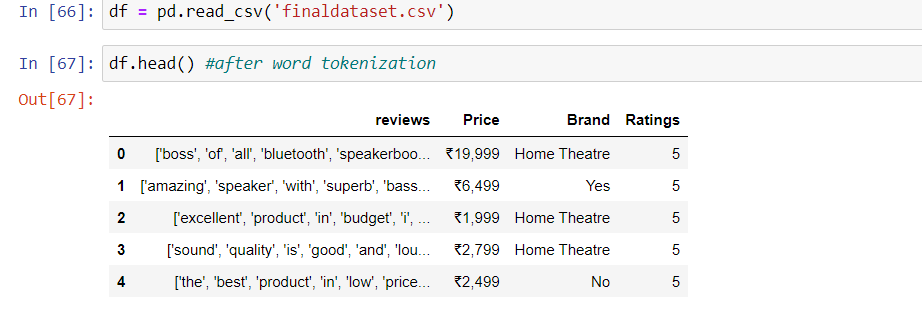 In [66]: df = pd.read_csv('finaldataset.csv')
In [67]: df.head() #after word tokenization
Out[67]:
reviews Price Brand Ratings
0 ['boss', 'of', 'all', 'bluetooth', 'speakerboo... ₹19,999 Home Theatre 5
1 ['amazing', 'speaker', 'with', 'superb', 'bass... ₹6,499 Yes 5
2 ['excellent', 'product', 'in', 'budget', 'i', ... ₹1,999 Home Theatre 5
3 ['sound', 'quality', 'is', 'good', 'and', 'lou... ₹2,799 Home Theatre 5
4 ['the', 'best', 'product', 'in', 'low', 'price... ₹2,499 No 5